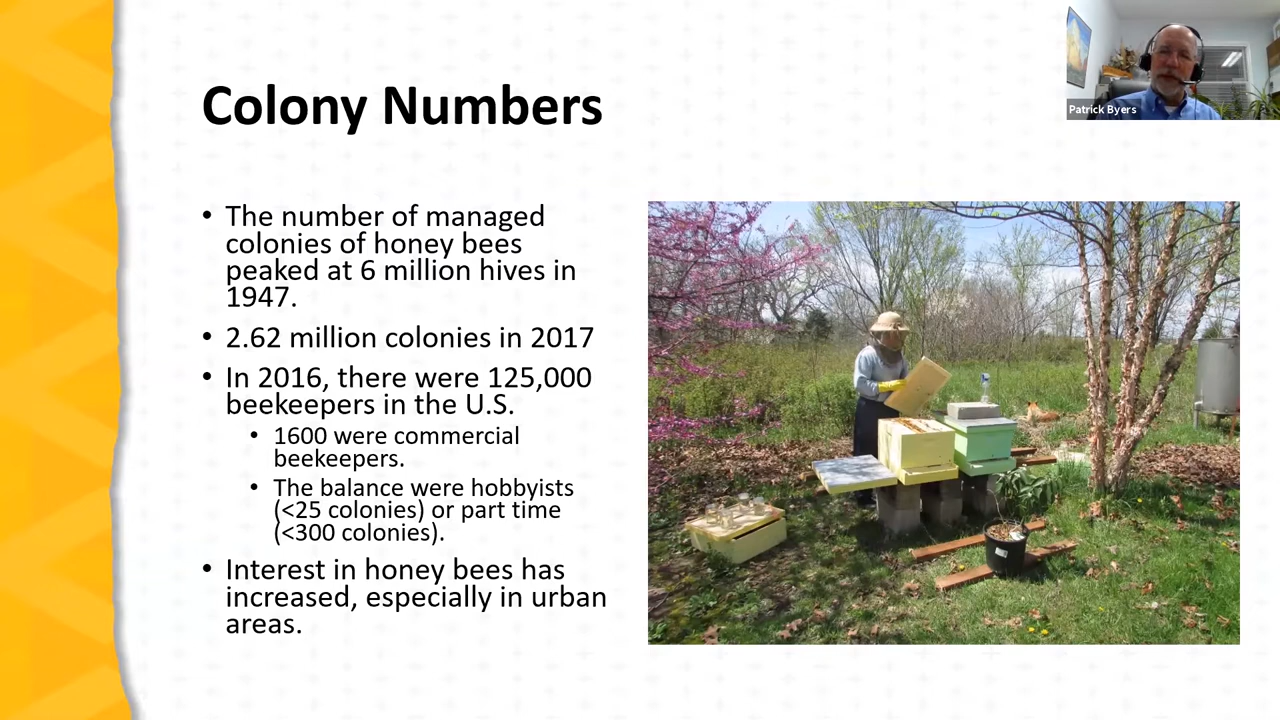 Colony Numbers
Patrick Byers
• The number of managed
colonies of honey bees
peaked at 6 million hives in
1947.
• 2.62 million colonies in 2017
• In 2016, there were 125,000
beekeepers in the U.S.
• 1600 were commercial
beekeepers.
• The balance were hobbyists
(<25 colonies) or part time
(<300 colonies).
• Interest in honey bees has
increased, especially in urban
areas.